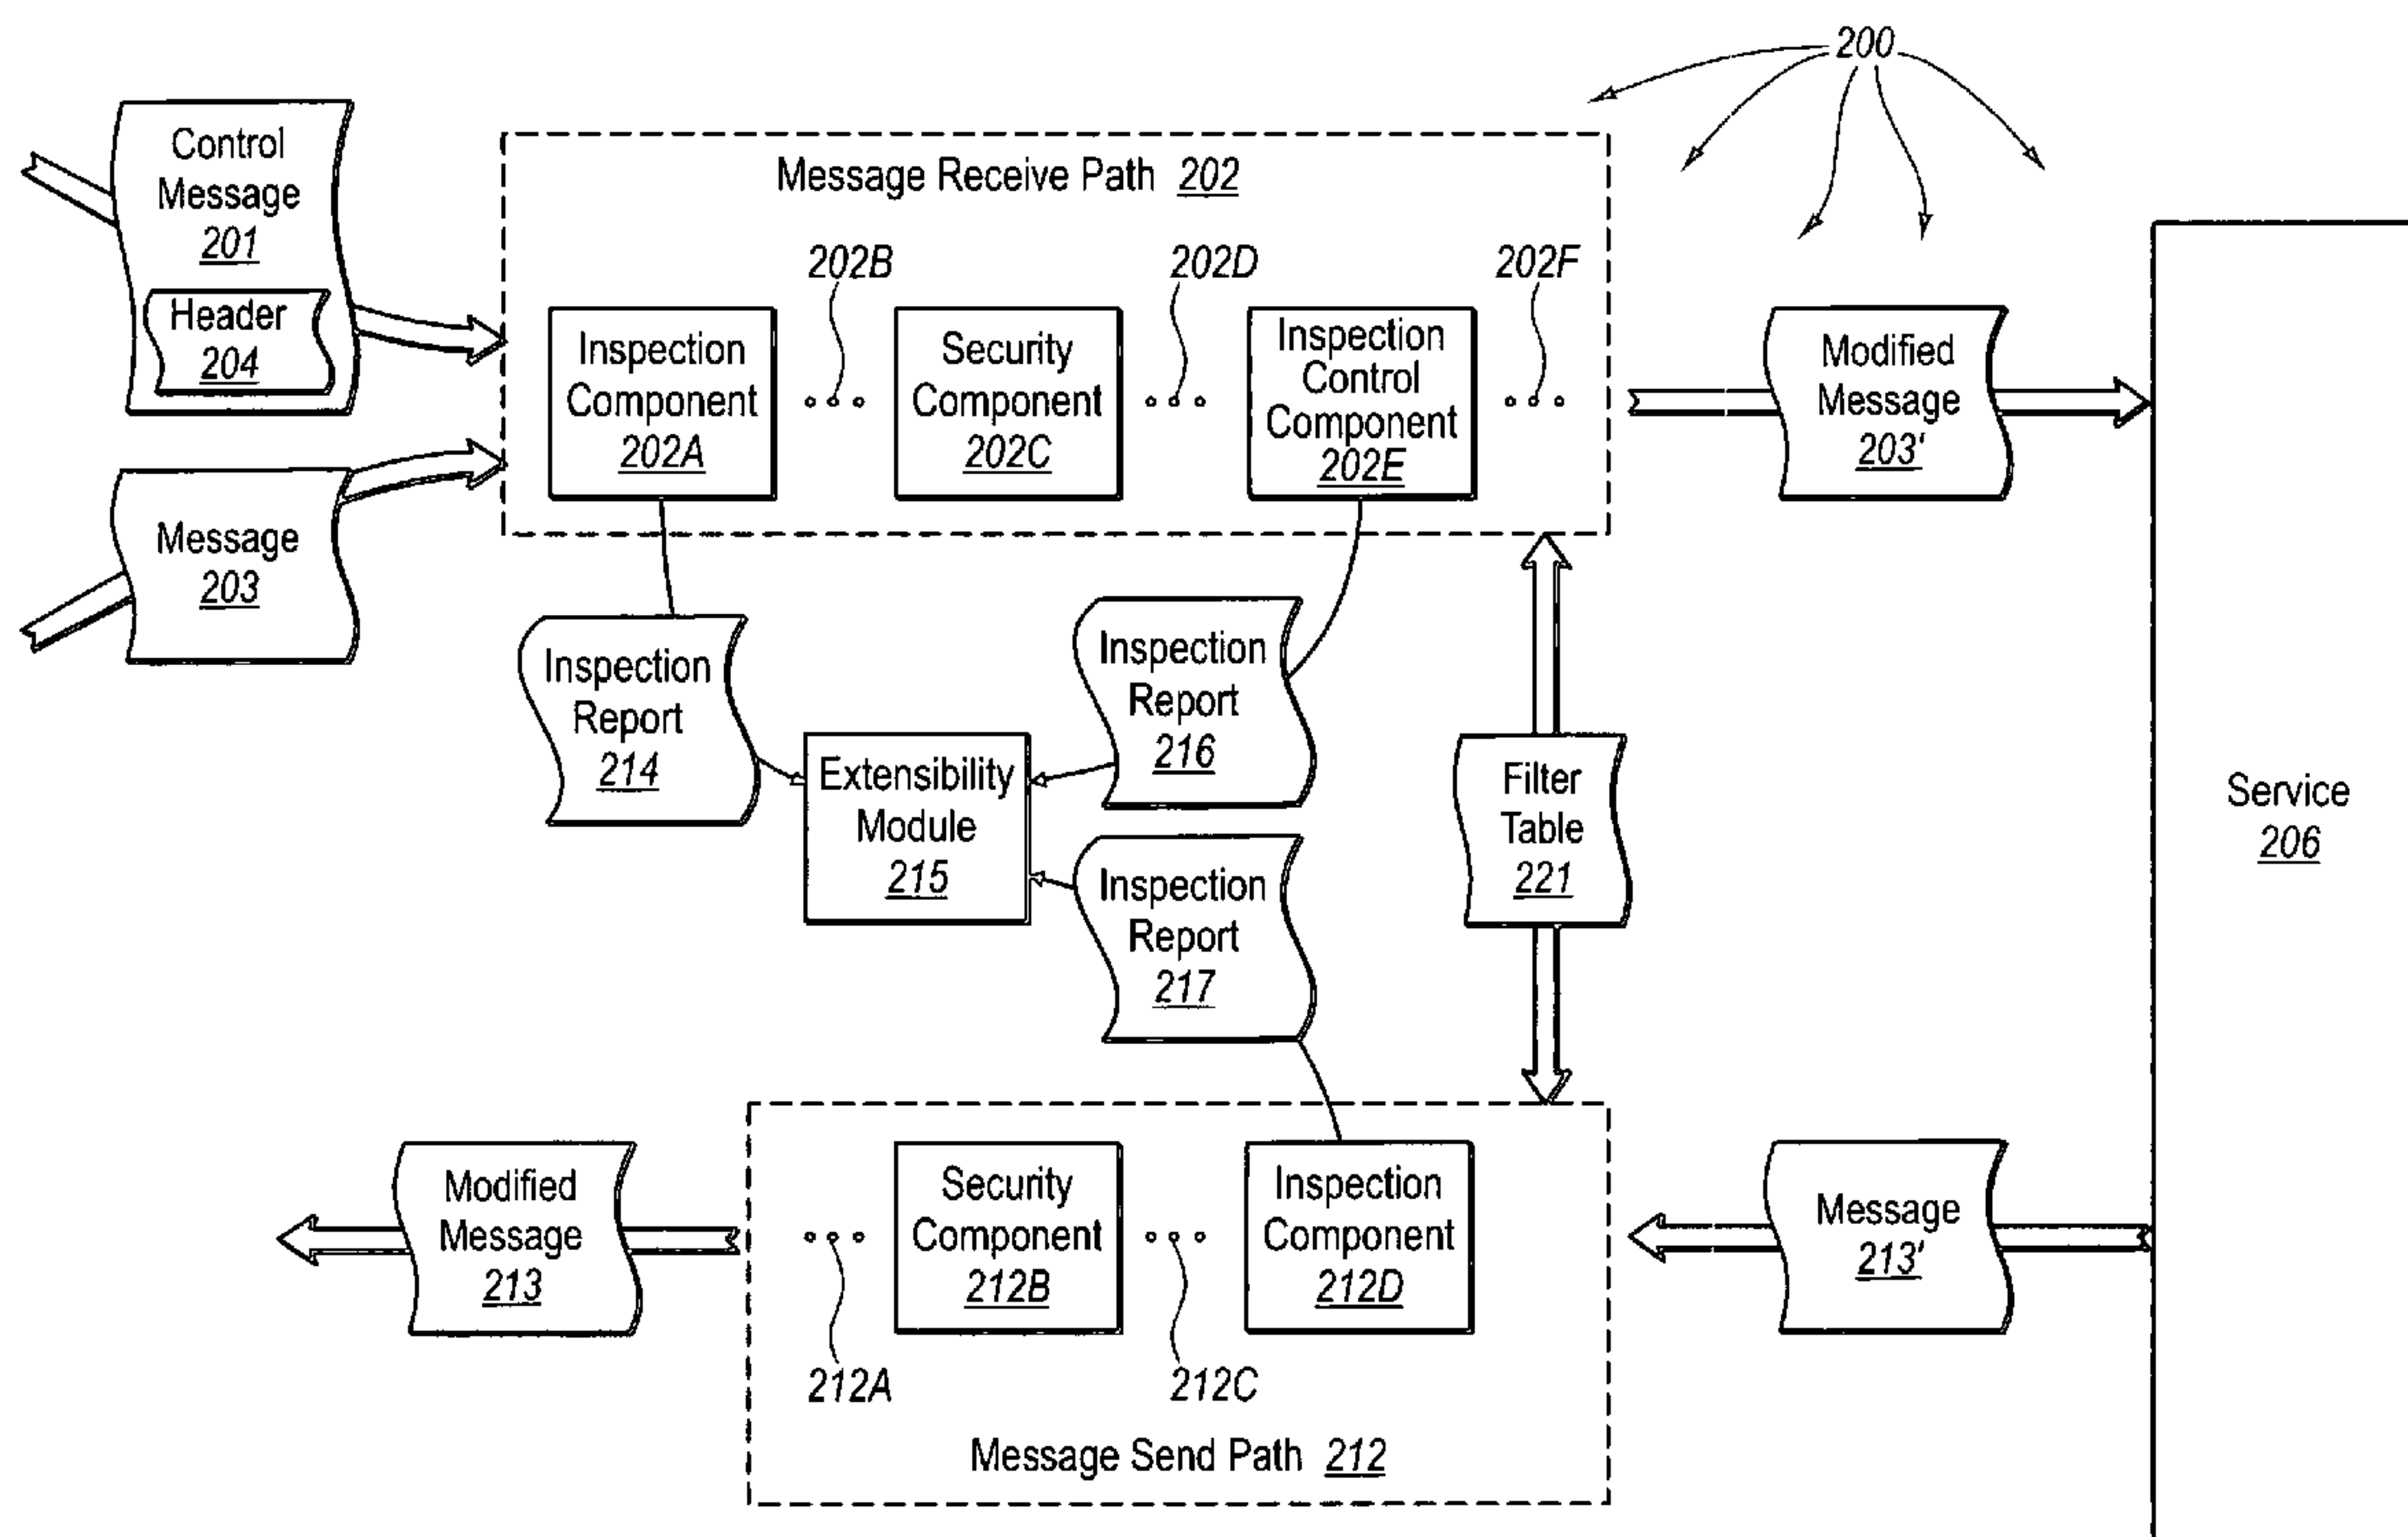 200
Control
Message
201
Header
204
Message
203
Message Receive Path 202
202B
202D
202F
Inspection
Component
202A
Security
Component
202C
Inspection
Control
Component
202E
Modified
Message
203'
Inspection
Report
214
Extensibility
Module
215
Inspection
Report
216
Inspection
Report
217
Filter
Table
221
Service
206
Modified
Message
213
Security
Component
212B
Inspection
Component
212D
212A
212C
Message Send Path 212
Message
213'